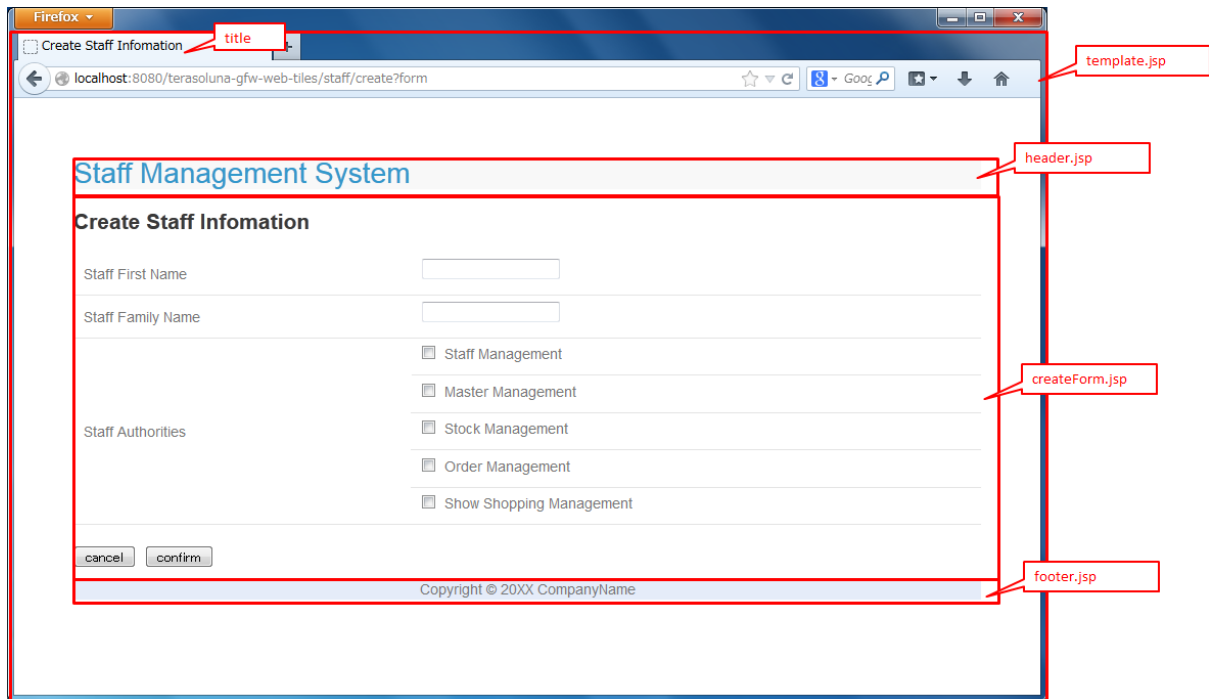 Firefox
Create Staff Infomation
title
template.jsp
localhost:8080/terasoluna-gfw-web-tiles/staff/create?form
8 - Goog
Staff Management System
header.jsp
Create Staff Infomation
Staff First Name
Staff Family Name
Staff Management
createForm.jsp
Master Management
Staff Authorities
Stock Management
Order Management
Show Shopping Management
cancel confirm
footer.jsp
Copyright © 20XX CompanyName